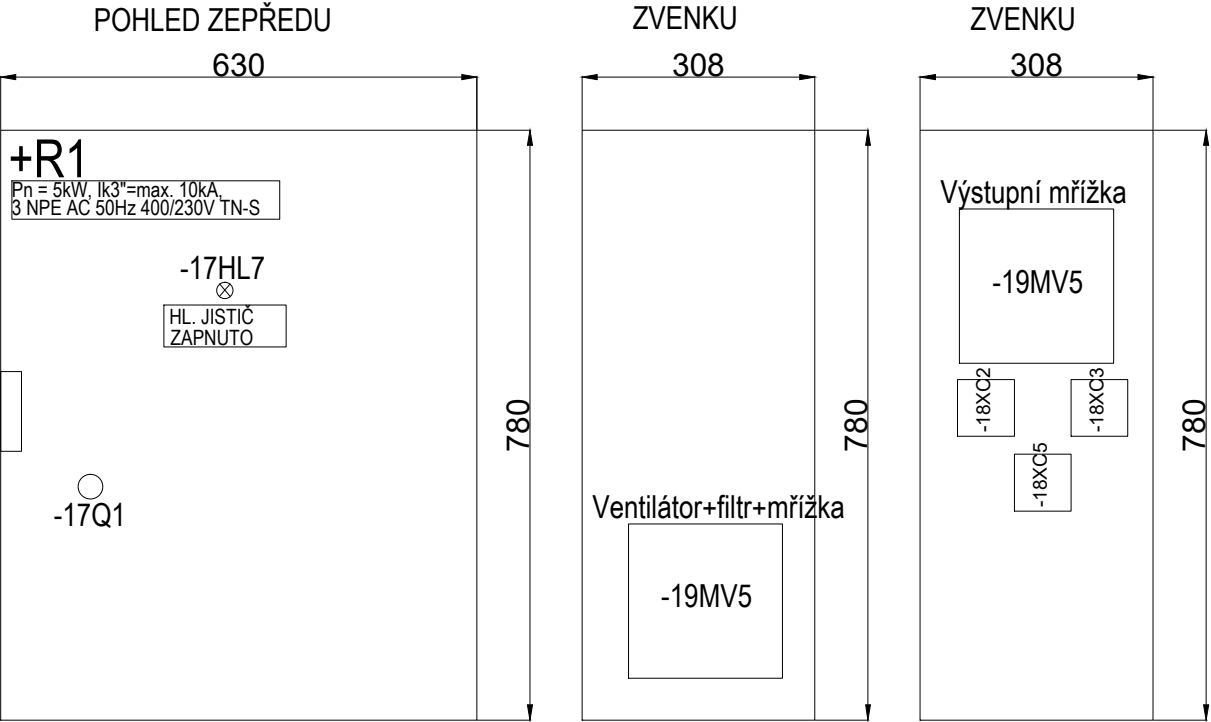 POHLED ZEPŘEDU
630
+R1
Pn = 5kW, Ik3"=max. 10kA,
3 NPE AC 50Hz 400/230V TN-S
-17HL7
HL. JISTIČ
ZAPNUTO
-17Q1
780
ZVENKU
308
Ventilátor+filtr+mřížka
-19MV5
780
ZVENKU
308
Výstupní mřížka
-19MV5
-18XC2
-18XC3
-18XC5
780